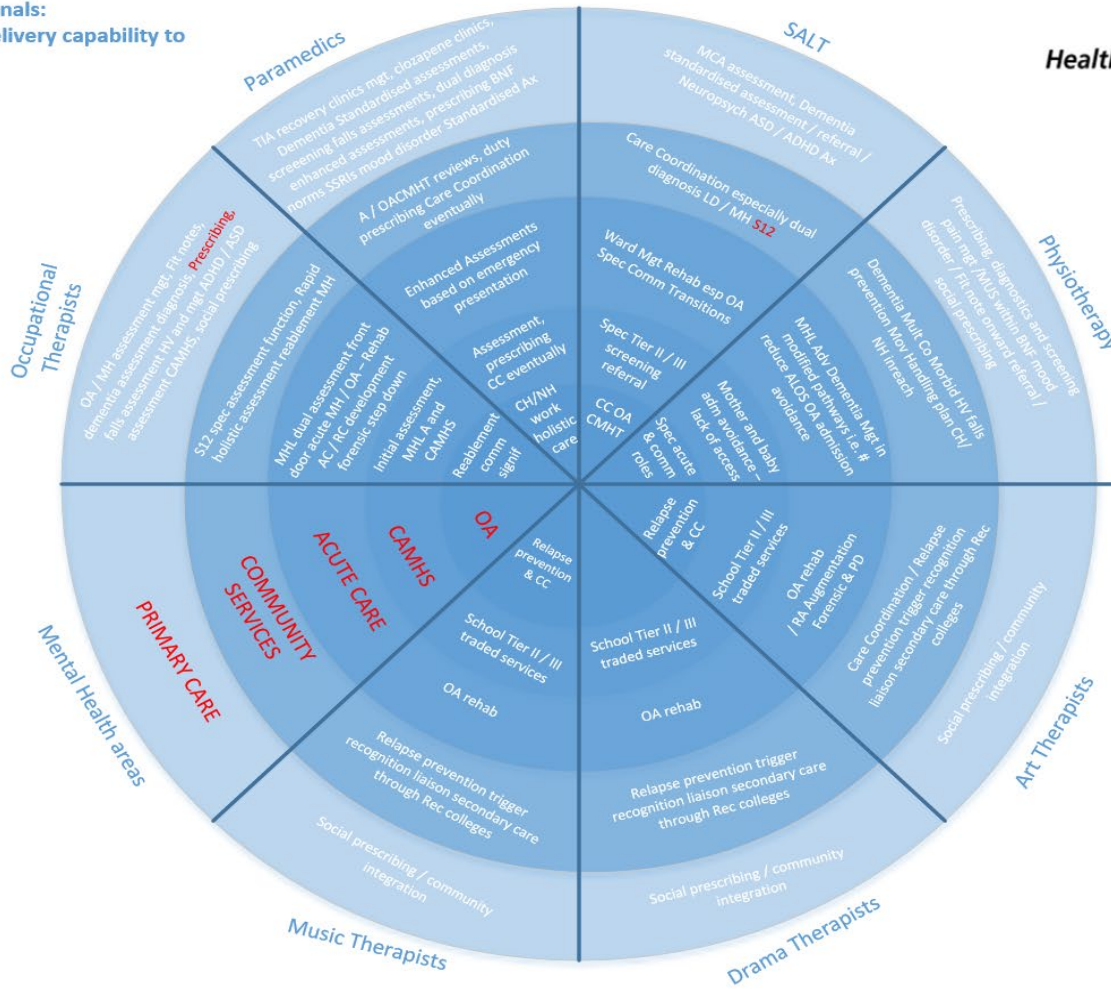 nals:
elivery capability to
Health
Paramedics
TIA recovery clinics mgt, clozapene clinics,
Dementia Standardised assessments,
screeening falls assessments, dual diagnosis
enhanced assessments, prescribing BNF
norms SSRIs mood disorder Standardised Ax
A / OACMHT reviews, duty
prescribing Care Coordination
eventually
Enhanced Assessments
based on emergency
presentation
Assessment,
prescribing
CC eventually
CH/NH
work
holistic
care
SALT
MCA assessment, Dementia
standardised assessment / referral /
Neuropsych ASD / ADHD Ax
Care Coordination especially dual
diagnosis LD / MH S12
Ward Mgt Rehab esp OA
Spec Comm Transitions
Spec Tier II / III
screening
referral
CC OA
CMHT
Physiotherapy
Prescribing, diagnostics and screening
pain mgt /MUS within BNF mood
disorder / Fit note onward referral /
social prescribing
Dementia Mult Co Morbid HV falls
prevention Mov Handling plan CH/
NH inreach
MHL Adv Dementia Mgt in
modified pathways i.e. #
reduce ALOS OA admission
avoidance
Mother and baby
adm avoidance –
lack of access
Spec acute
& comm
roles
Art Therapists
Social prescribing / community
integration
Care Coordination / Relapse
prevention trigger recognition
liaison secondary care through Rec
colleges
OA rehab
/ RA Augmentation
Forensic & PD
School Tier II / III
traded services
Relapse
prevention
& CC
Drama Therapists
Social prescribing / community
integration
Relapse prevention trigger
recognition liaison secondary care
through Rec colleges
OA rehab
School Tier II / III
traded services
Music Therapists
Social prescribing / community
integration
Relapse prevention trigger
recognition liaison secondary care
through Rec colleges
OA rehab
School Tier II / III
traded services
Relapse
prevention
& CC
Mental Health areas
PRIMARY CARE
COMMUNITY
SERVICES
ACUTE CARE
CAMHS
OA
Occupational
Therapists
OA / MH assessment mgt, Fit notes,
dementia assessment diagnosis, Prescribing,
falls assessment HV and mgt ADHD / ASD
assessment CAMHS, social prescribing
S12 spec assessment function, Rapid
holistic assessment reablement MH
MHL dual assessment front
door acute MH / OA – Rehab
AC / RC development
forensic step down
Initial assessment,
MHL A and
CAMHS
Reablement
comm
signif